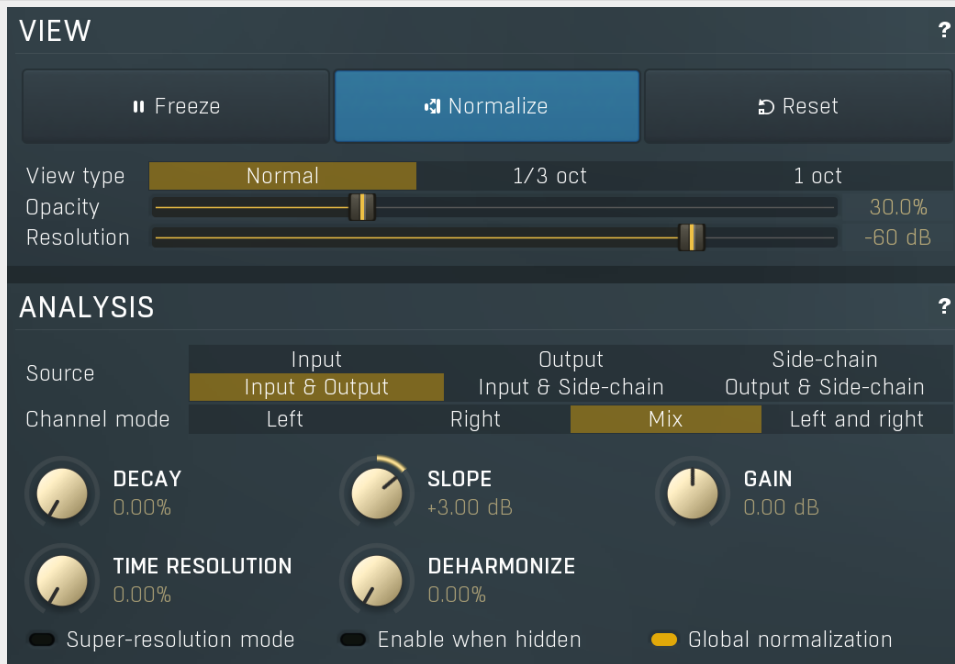 VIEW ?
Freeze Normalize Reset
View type Normal 1/3 oct 1 oct
Opacity 30.0%
Resolution -60 dB
ANALYSIS ?
Source
Input Output Side-chain
Input & Output Input & Side-chain Output & Side-chain
Channel mode Left Right Mix Left and right
DECAY SLOPE GAIN
0.00% +3.00 dB 0.00 dB
TIME RESOLUTION DEHARMONIZE
0.00% 0.00%
Super-resolution mode Enable when hidden Global normalization